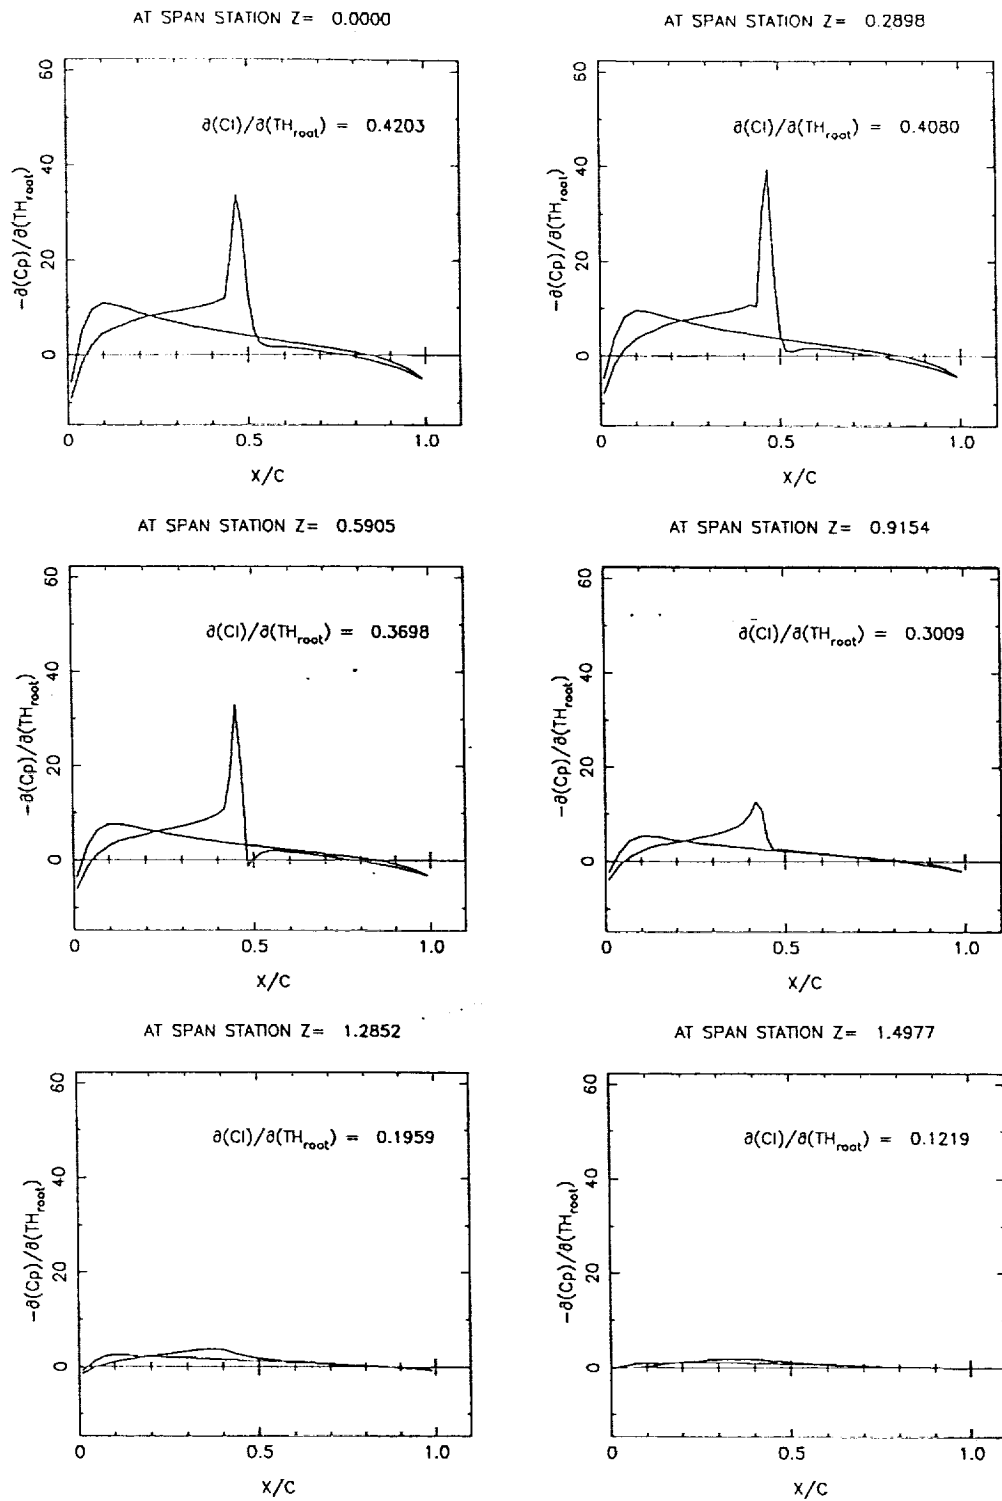 AT SPAN STATION Z= 0.0000
∂(Cl)/∂(TH_root) = 0.4203
−∂(Cp)/∂(TH_root)
60
40
20
0
0
0.5
1.0
X/C
AT SPAN STATION Z= 0.2898
∂(Cl)/∂(TH_root) = 0.4080
−∂(Cp)/∂(TH_root)
60
40
20
0
0
0.5
1.0
X/C
AT SPAN STATION Z= 0.5905
∂(Cl)/∂(TH_root) = 0.3698
−∂(Cp)/∂(TH_root)
60
40
20
0
0
0.5
1.0
X/C
AT SPAN STATION Z= 0.9154
∂(Cl)/∂(TH_root) = 0.3009
−∂(Cp)/∂(TH_root)
60
40
20
0
0
0.5
1.0
X/C
AT SPAN STATION Z= 1.2852
∂(Cl)/∂(TH_root) = 0.1959
−∂(Cp)/∂(TH_root)
60
40
20
0
0
0.5
1.0
X/C
AT SPAN STATION Z= 1.4977
∂(Cl)/∂(TH_root) = 0.1219
−∂(Cp)/∂(TH_root)
60
40
20
0
0
0.5
1.0
X/C